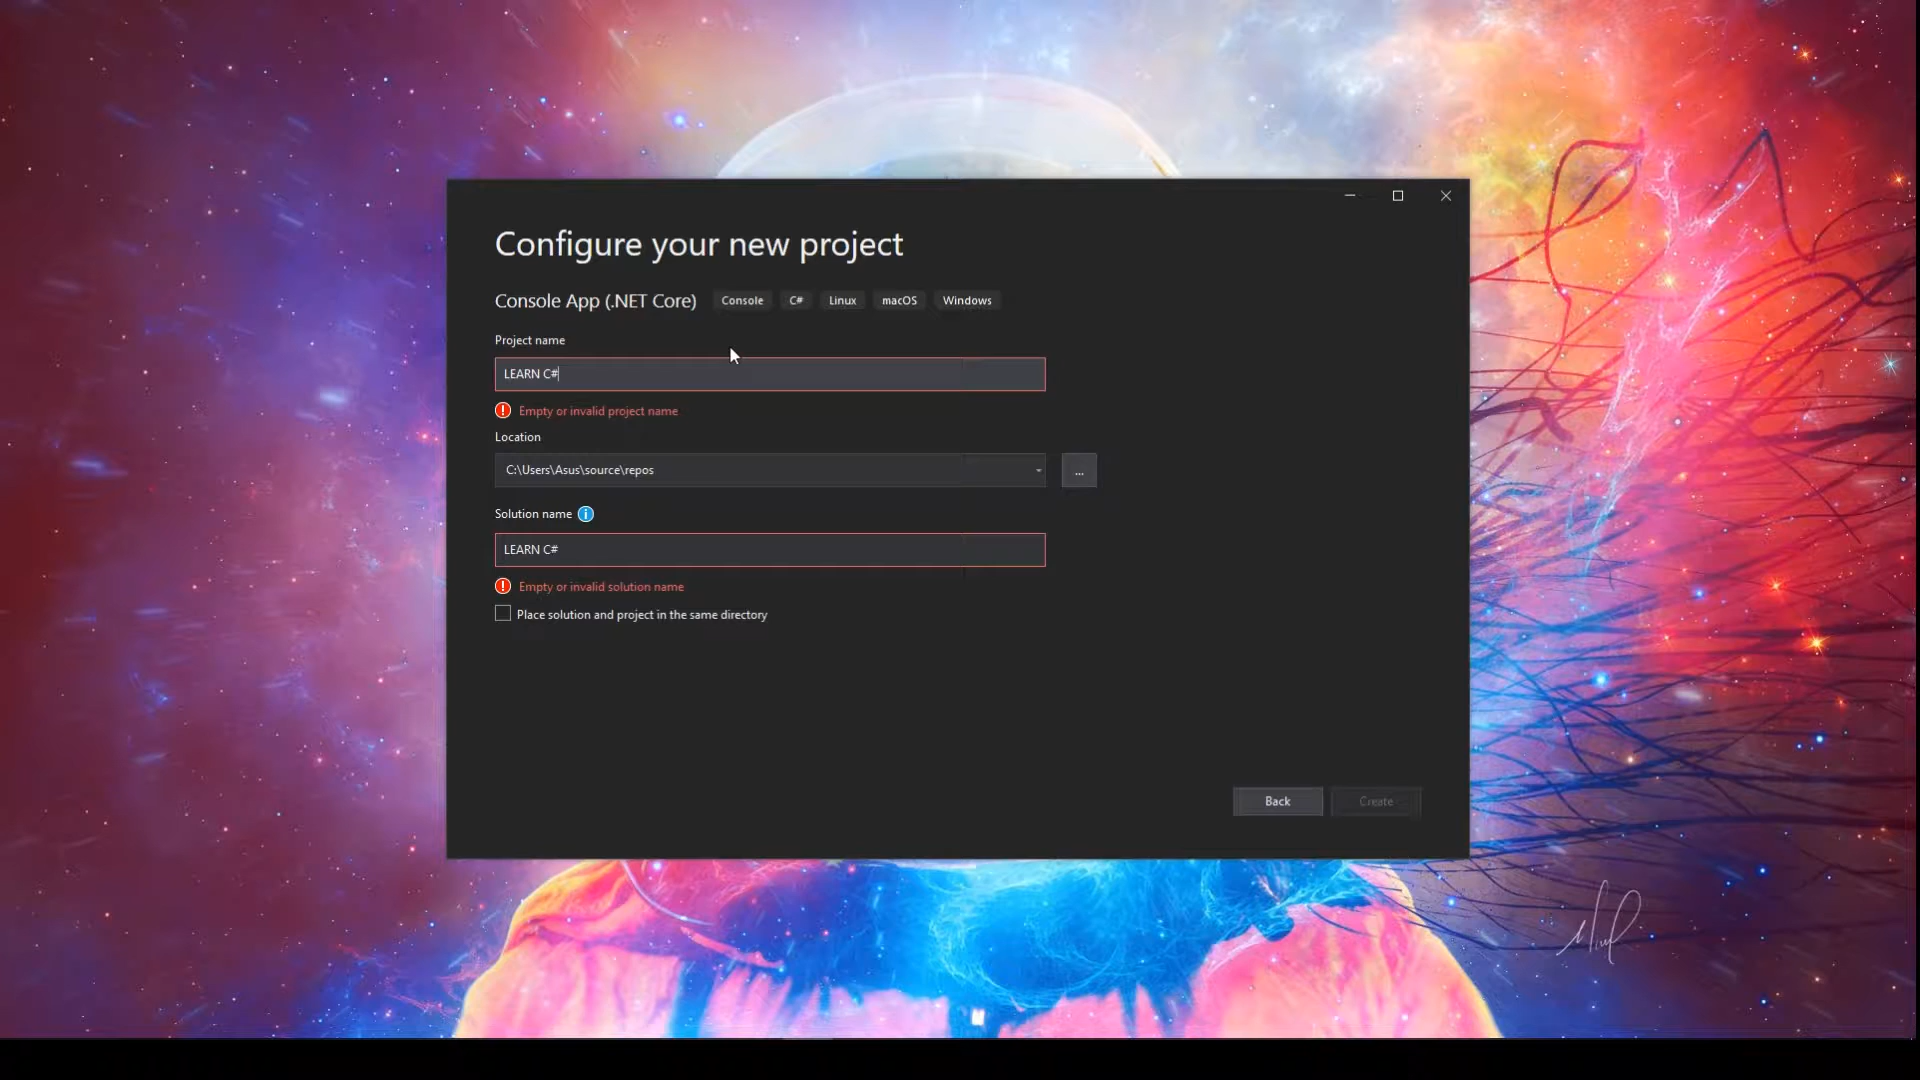 Configure your new project
Console App (.NET Core) Console C# Linux macOS Windows
Project name
LEARN C#
Empty or invalid project name
Location
C:\Users\Asus\source\repos
...
Solution name
LEARN C#
Empty or invalid solution name
Place solution and project in the same directory
Back Create